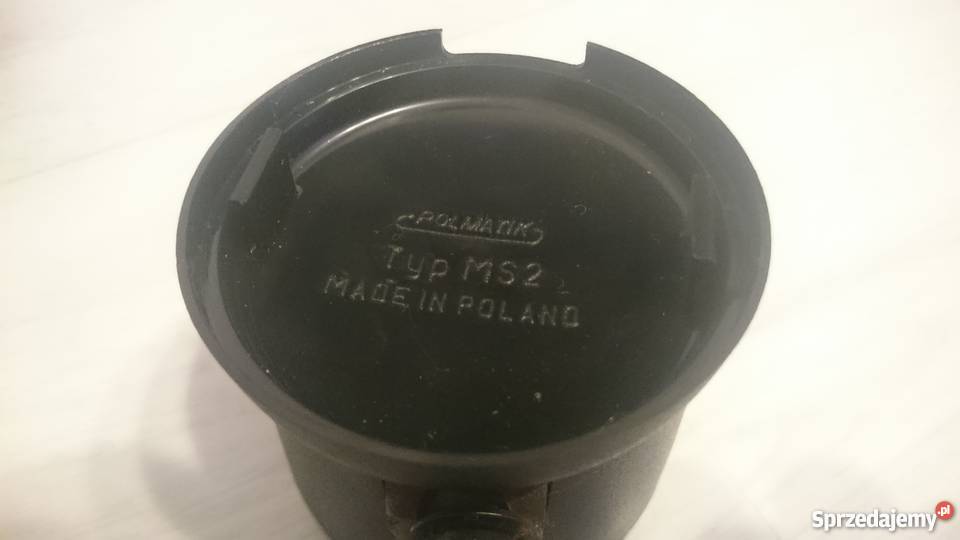 POLMATIK
Typ MS2
MADE IN POLAND
Sprzedajemy.pl